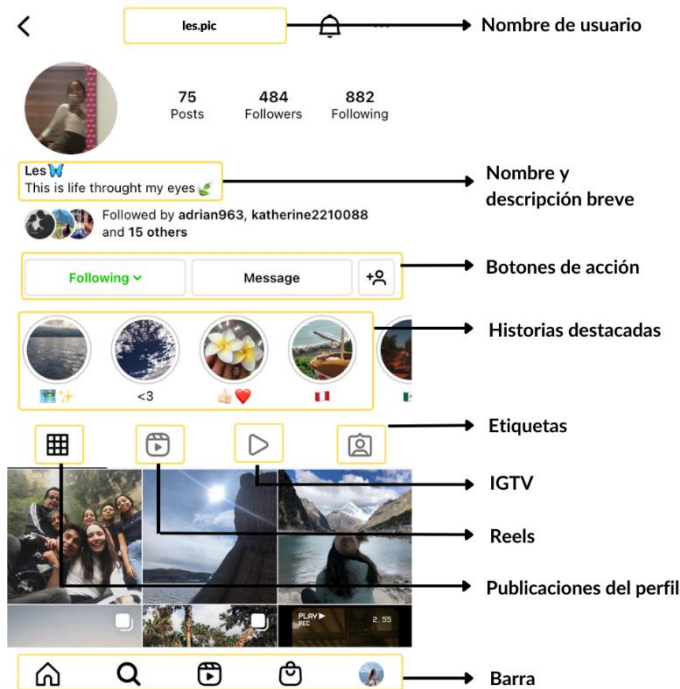 les.pic
Nombre de usuario
75 484 882
Posts Followers Following
Les
This is life throught my eyes
Nombre y
descripción breve
Followed by adrian963, katherine2210088
and 15 others
Following Message
Botones de acción
Historias destacadas
<3
Etiquetas
IGTV
Reels
Publicaciones del perfil
PLAY
REC
2.55
Barra